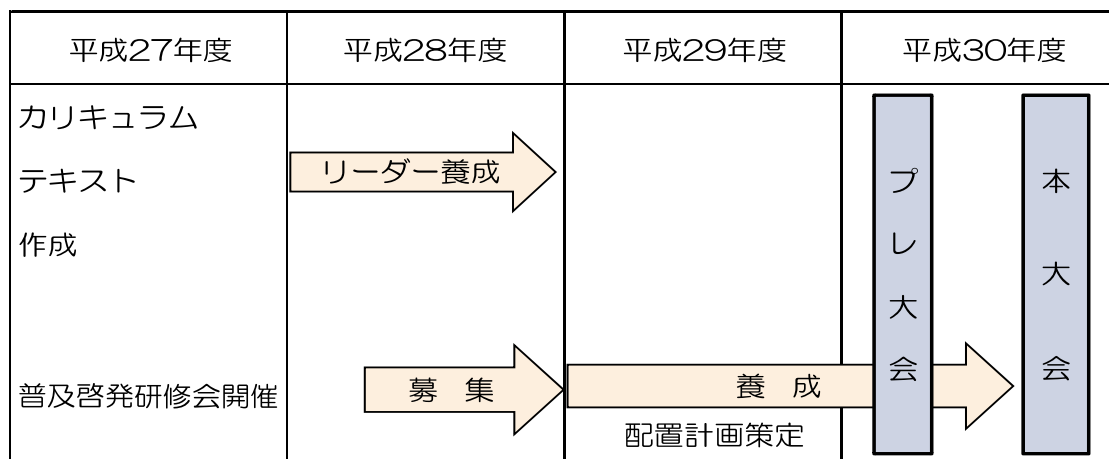 平成27年度
平成28年度
平成29年度
平成30年度
カリキュラム
テキスト
作成
リーダー養成
普及啓発研修会開催
募 集
養 成
配置計画策定
プレ大会
本大会